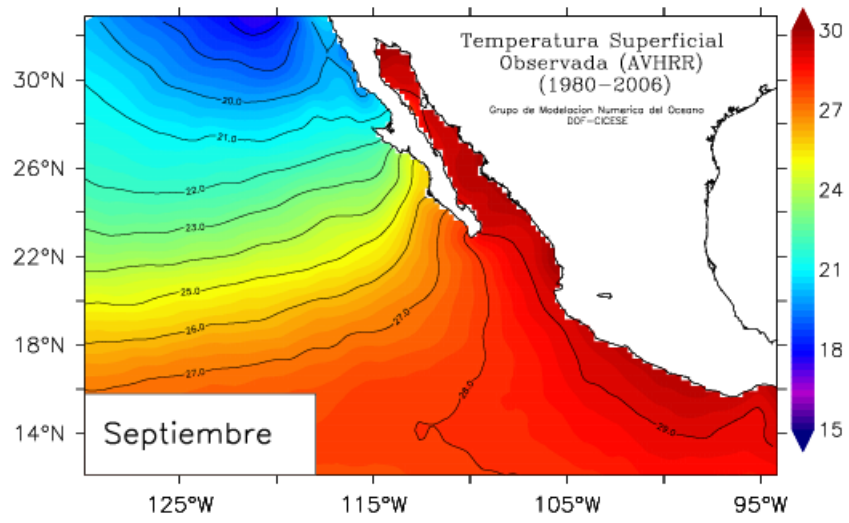 Temperatura Superficial
Observada (AVHRR)
(1980-2006)
Grupo de Modelacion Numerica del Oceano
DOF-CICESE
30
27
24
21
18
15
30°N
26°N
22°N
18°N
14°N
20.0
21.0
22.0
23.0
25.0
26.0
27.0
27.0
28.0
29.0
Septiembre
125°W
115°W
105°W
95°W